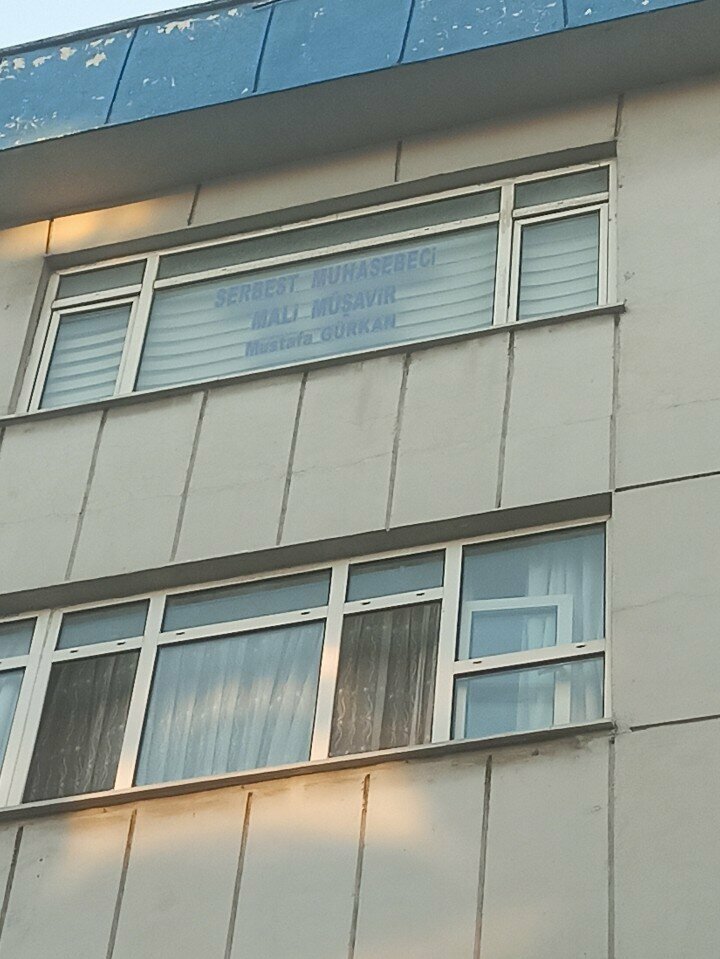 SERBEST MUHASEBECİ
MALİ MÜŞAVİR
Mustafa GÜRKAN